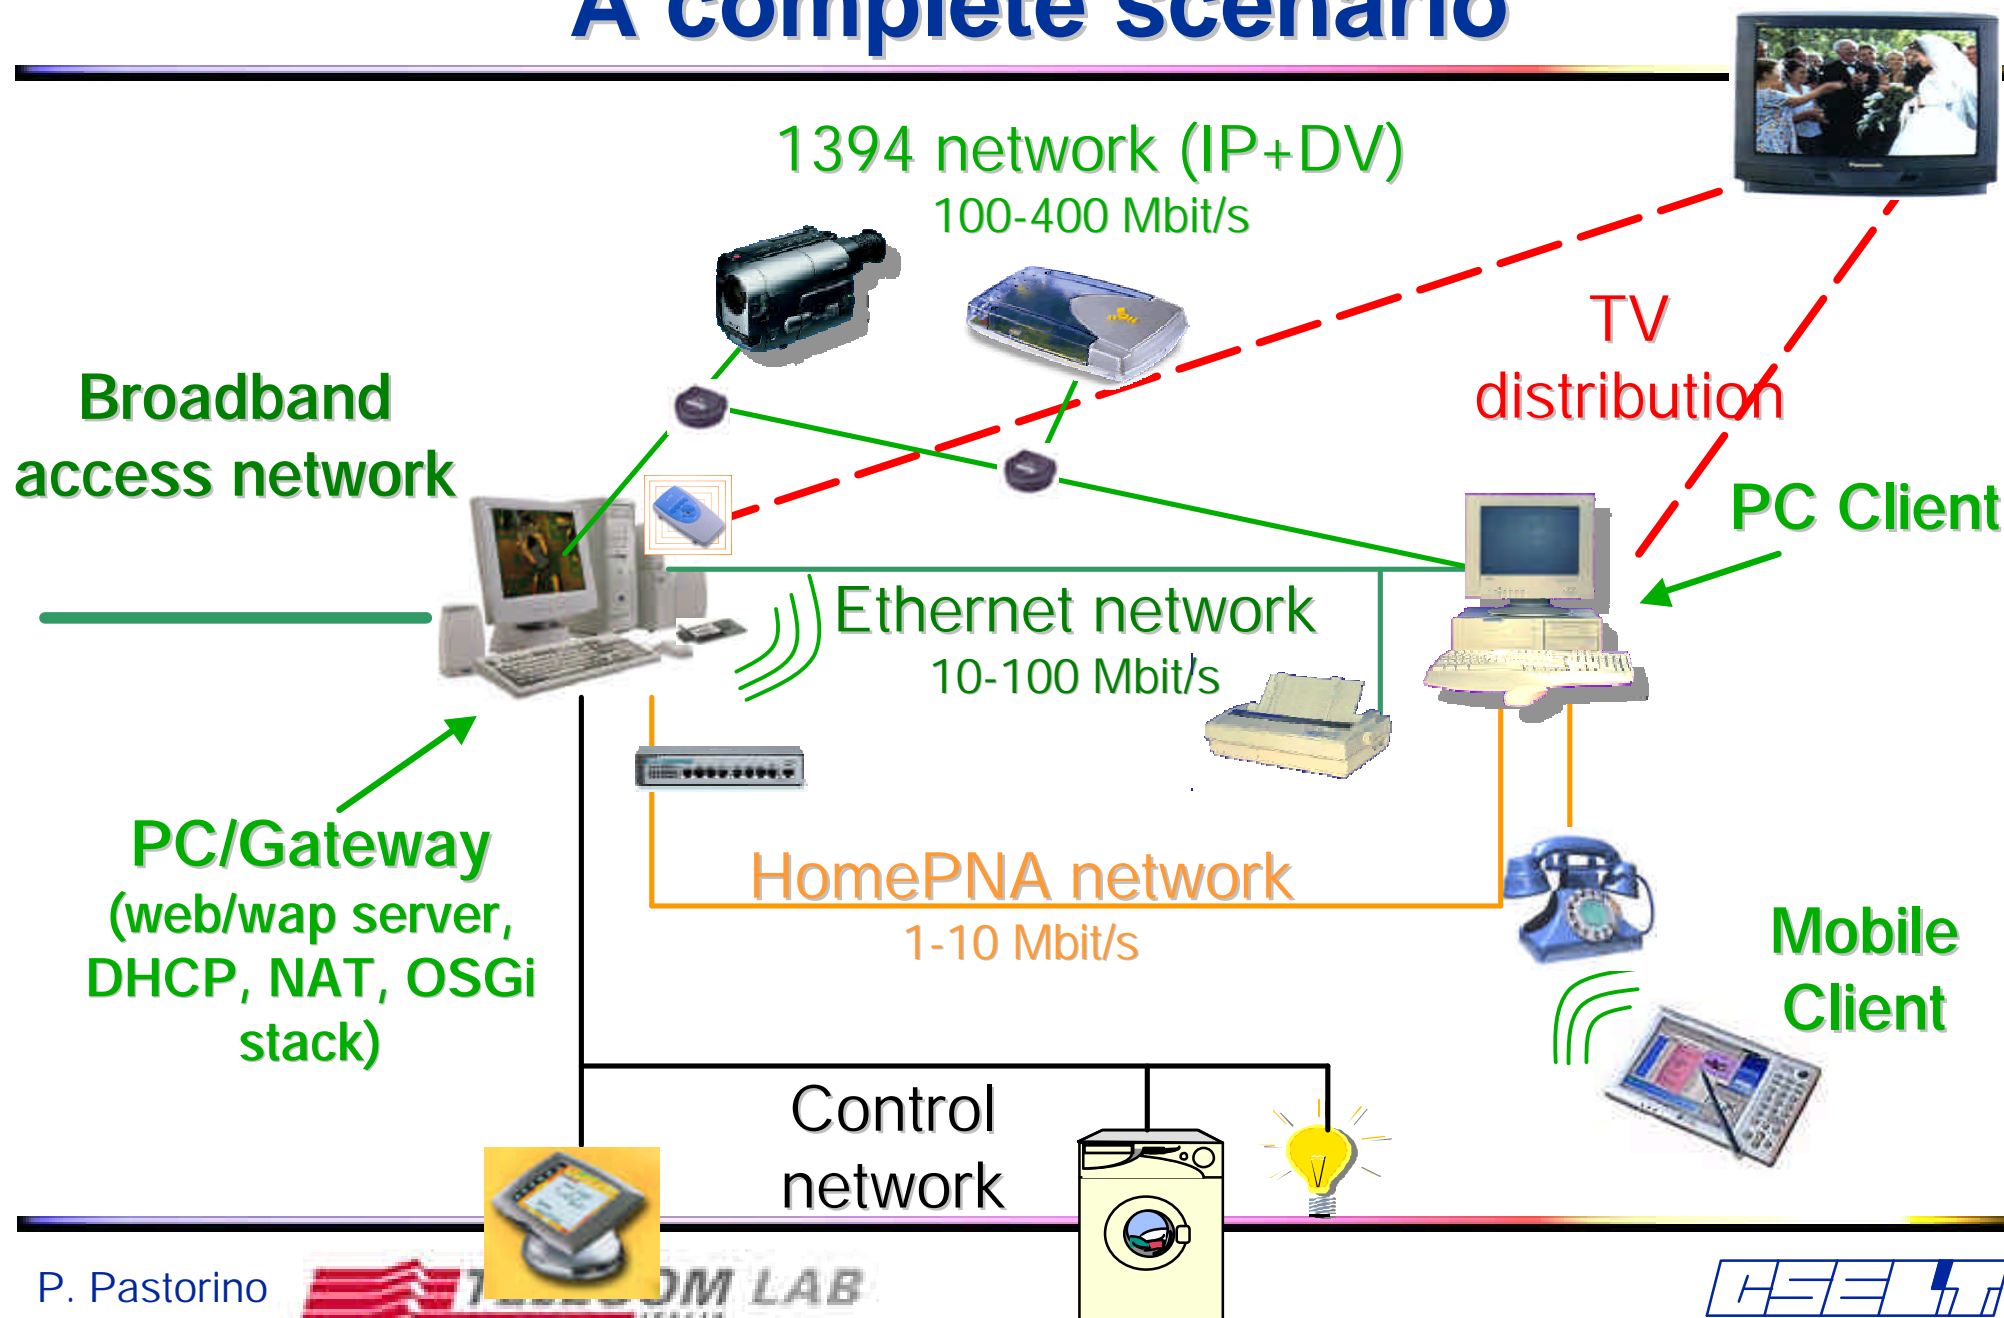 A complete scenario
1394 network (IP+DV)
100-400 Mbit/s
TV
distribution
Broadband
access network
PC Client
Ethernet network
10-100 Mbit/s
PC/Gateway
(web/wap server,
DHCP, NAT, OSGi
stack)
HomePNA network
1-10 Mbit/s
Mobile
Client
Control
network
P. Pastorino
LAB
CSELT